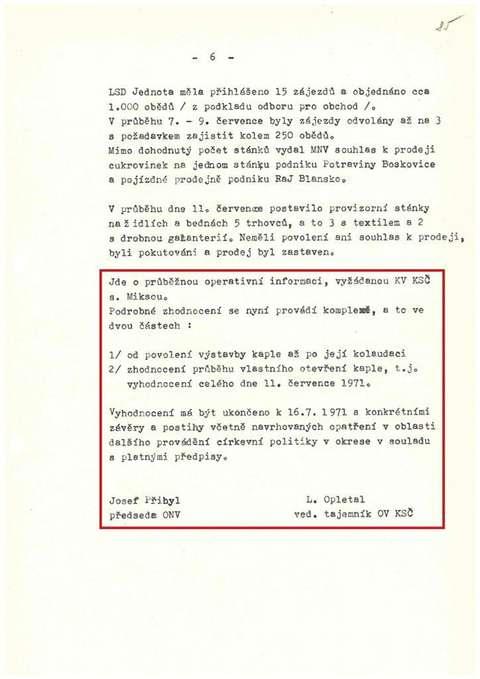 25
- 6 -
LSD Jednota měla přihlášeno 15 zájezdů a objednáno cca
1.000 obědů / z podkladu odboru pro obchod /.
V průběhu 7. - 9. července byly zájezdy odvolány až na 3
s požadavkem zajistit kolem 250 obědů.
Mimo dohodnutý počet stánků vydal MNV souhlas k prodeji
cukrovinek na jednom stánku podniku Potraviny Boskovice
a pojízdné prodejně podniku RaJ Blansko.
V průběhu dne 11. července postavilo provizorní stánky
na židlích a bednách 5 trhovců, a to 3 s textilem a 2
s drobnou galanterií. Neměli povolení ani souhlas k prodeji,
byli pokutováni a prodej byl zastaven.
Jde o průběžnou operativní informaci, vyžádanou KV KSČ
s. Miksou.
Podrobné zhodnocení se nyní provádí komplexně, a to ve
dvou částech :
1/ od povolení výstavby kaple až po její kolaudaci
2/ zhodnocení průběhu vlastního otevření kaple, t.j.
vyhodnocení celého dne 11. července 1971.
Vyhodnocení má být ukončeno k 16.7. 1971 s konkrétními
závěry a postihy včetně navrhovaných opatření v oblasti
dalšího provádění církevní politiky v okrese v souladu
s platnými předpisy.
Josef Přibyl L. Opletal
předseda ONV ved. tajemník OV KSČ